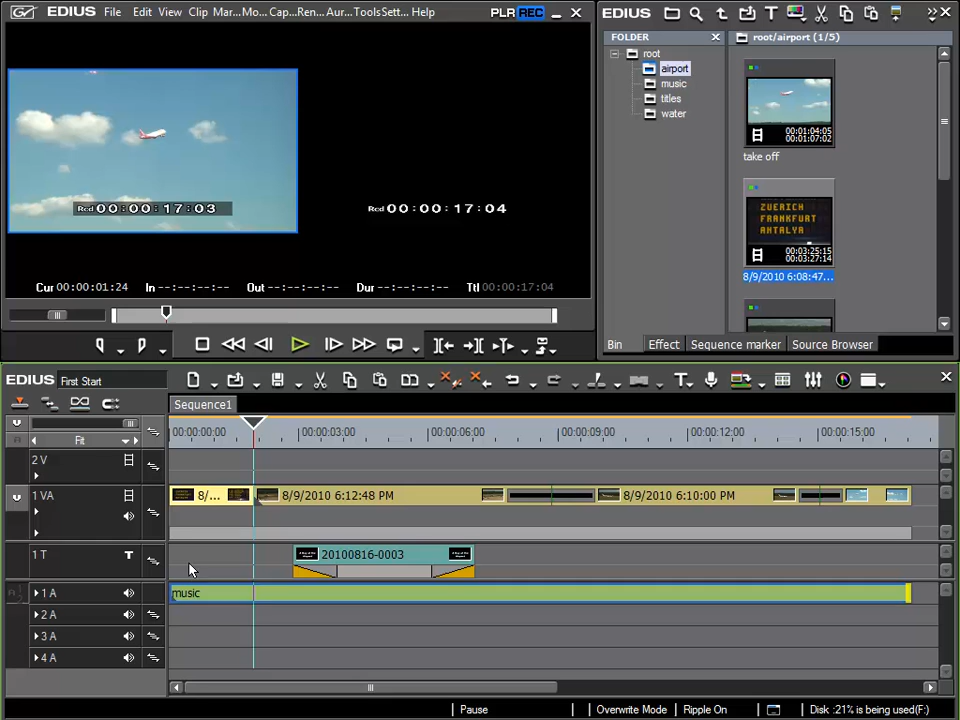 File Edit View Clip Mar...Mo... Cap...Ren... Aur...ToolsSett... Help
PLR REC
Rcd 00:00:17:03
Rcd 00:00:17:04
Cur 00:00:01:24 In --:--:--:-- Out --:--:--:-- Dur --:--:--:-- Ttl 00:00:17:04
EDIUS
FOLDER
root
airport
music
titles
water
root/airport (1/5)
00:01:04:05
00:01:07:02
take off
ZUERICH
FRANKFURT
ANTALYA
00:03:25:15
00:03:27:14
8/9/2010 6:08:47...
Bin Effect Sequence marker Source Browser
EDIUS First Start
Sequence1
Fit
00:00:00:00 00:00:03:00 00:00:06:00 00:00:09:00 00:00:12:00 00:00:15:00
2 V
1 VA 8/... 8/9/2010 6:12:48 PM 8/9/2010 6:10:00 PM
1 T T 20100816-0003
1 A music
2 A
3 A
4 A
Pause Overwrite Mode Ripple On Disk :21% is being used(F:)